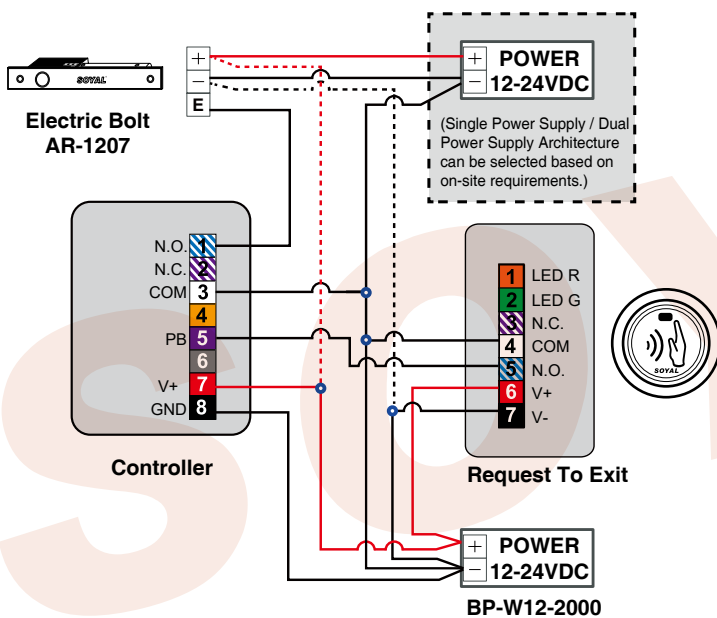 SOYAL
Electric Bolt
AR-1207
+
−
E
+
−
POWER
12-24VDC
(Single Power Supply / Dual
Power Supply Architecture
can be selected based on
on-site requirements.)
N.O. 1
N.C. 2
COM 3
4
PB 5
6
V+ 7
GND 8
Controller
1 LED R
2 LED G
3 N.C.
4 COM
5 N.O.
6 V+
7 V-
Request To Exit
SOYAL
+
−
POWER
12-24VDC
BP-W12-2000
SOY